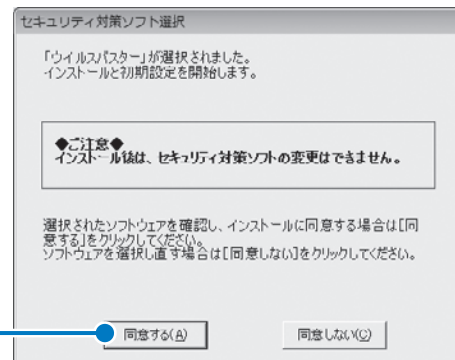 セキュリティ対策ソフト選択
「ウイルスバスター」が選択されました。
インストールと初期設定を開始します。
◆ご注意◆
インストール後は、セキュリティ対策ソフトの変更はできません。
選択されたソフトウェアを確認し、インストールに同意する場合は[同
意する]をクリックしてください。
ソフトウェアを選択し直す場合は[同意しない]をクリックしてください。
同意する(A)
同意しない(C)